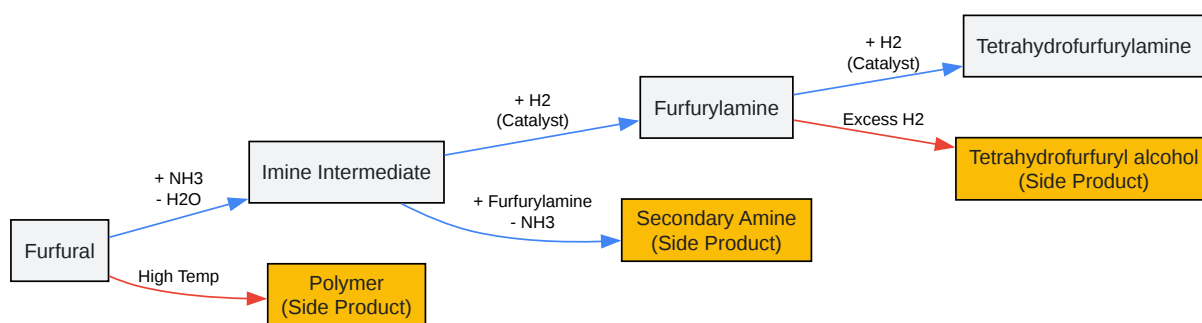 Furfural
+ NH3
- H2O
High Temp
Polymer
(Side Product)
Imine Intermediate
+ H2
(Catalyst)
+ Furfurylamine
- NH3
Secondary Amine
(Side Product)
Furfurylamine
+ H2
(Catalyst)
Excess H2
Tetrahydrofurfurylamine
Tetrahydrofurfuryl alcohol
(Side Product)